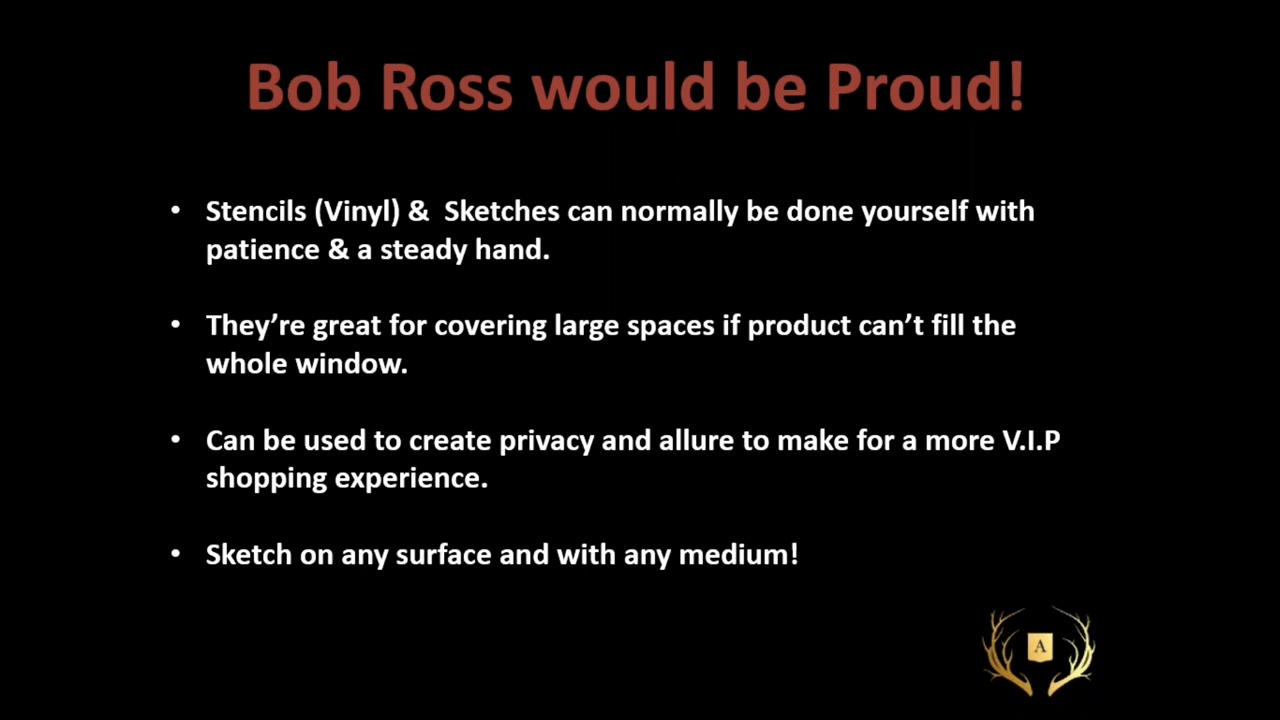 Bob Ross would be Proud!
• Stencils (Vinyl) &  Sketches can normally be done yourself with
patience & a steady hand.
• They’re great for covering large spaces if product can’t fill the
whole window.
• Can be used to create privacy and allure to make for a more V.I.P
shopping experience.
• Sketch on any surface and with any medium!
A